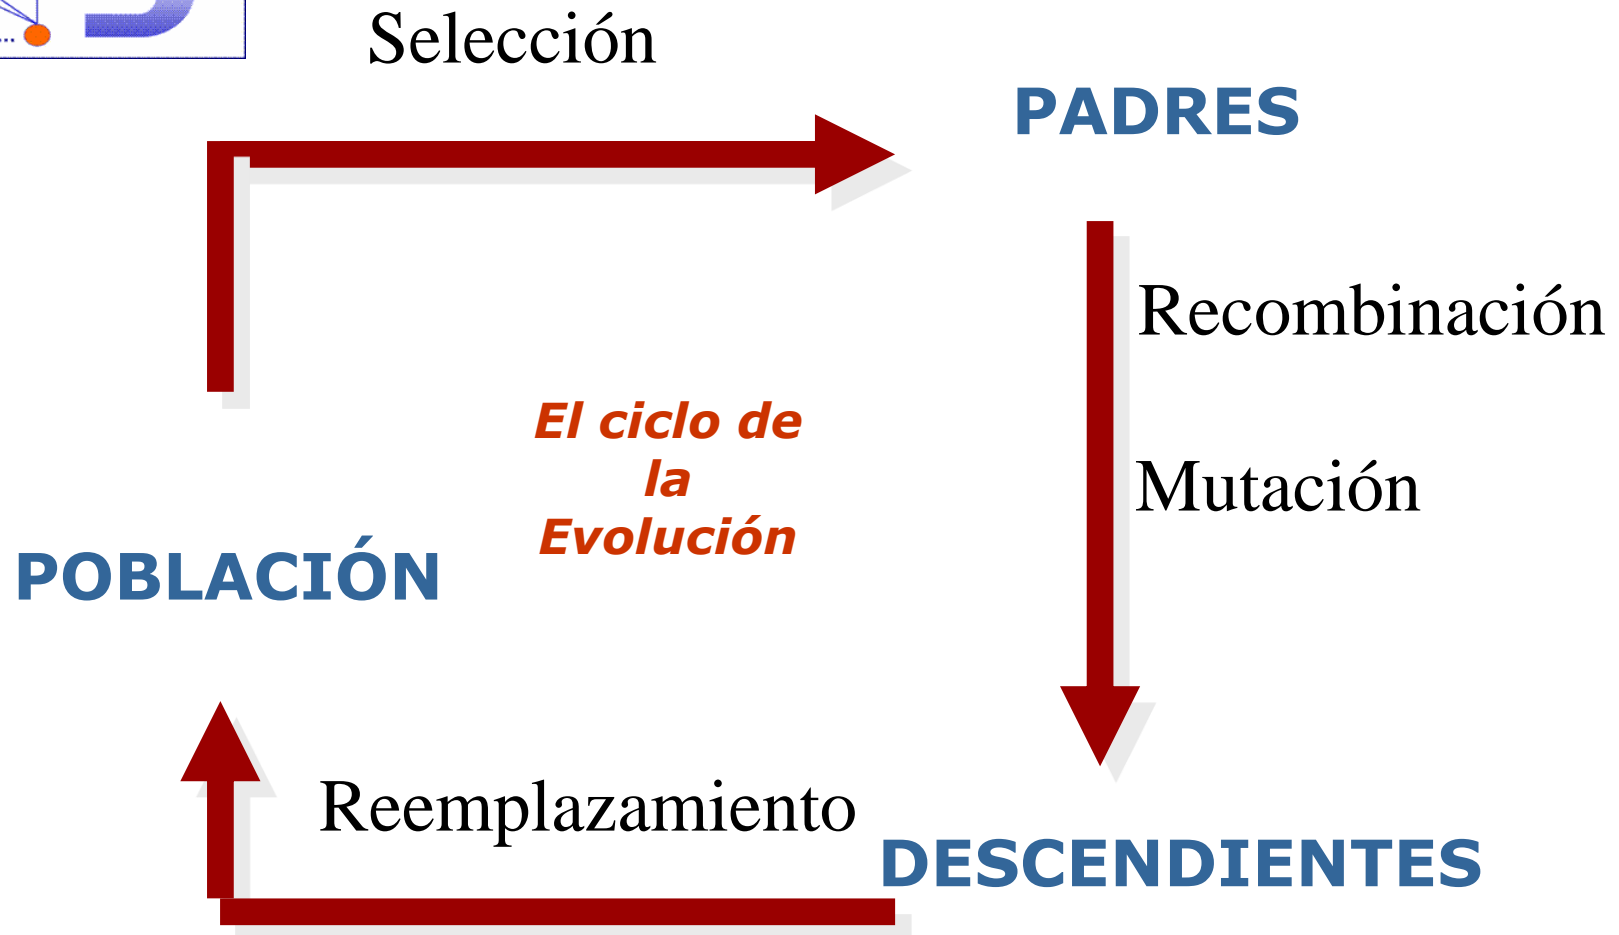 Selección
PADRES
Recombinación
El ciclo de
la
Evolución
Mutación
POBLACIÓN
Reemplazamiento
DESCENDIENTES